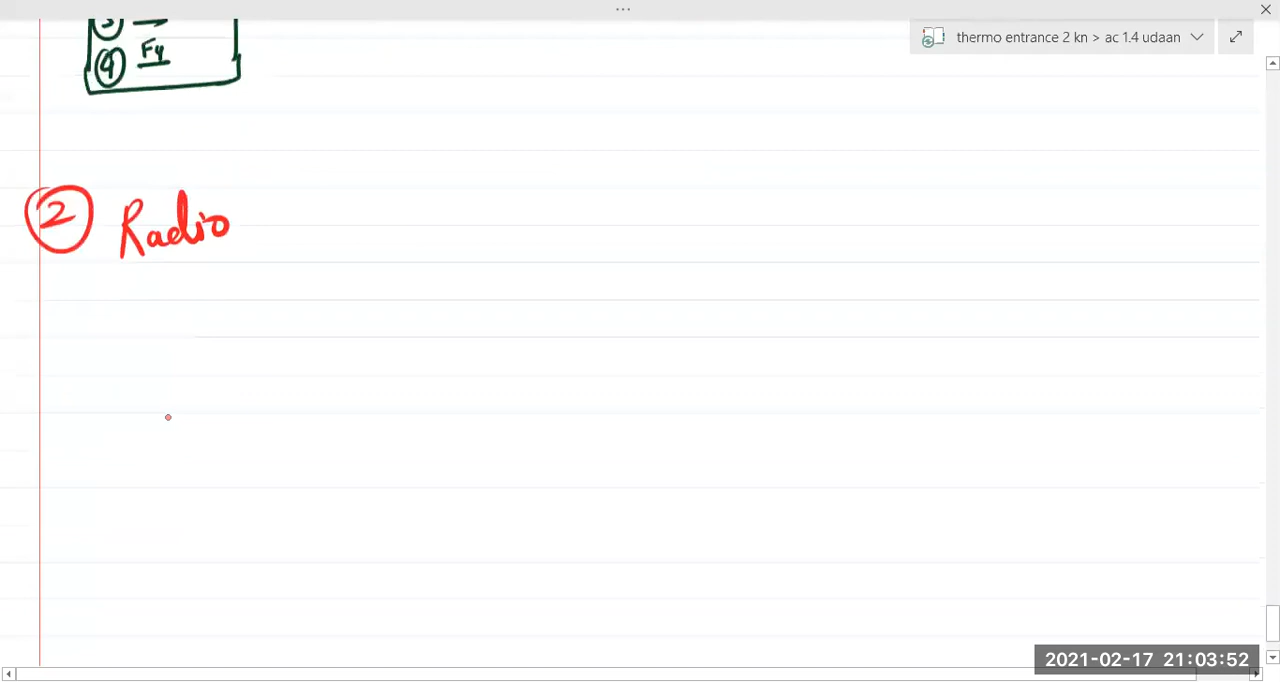 thermo entrance 2 kn > ac 1.4 udaan
④ Fy
② Radio
2021-02-17 21:03:52